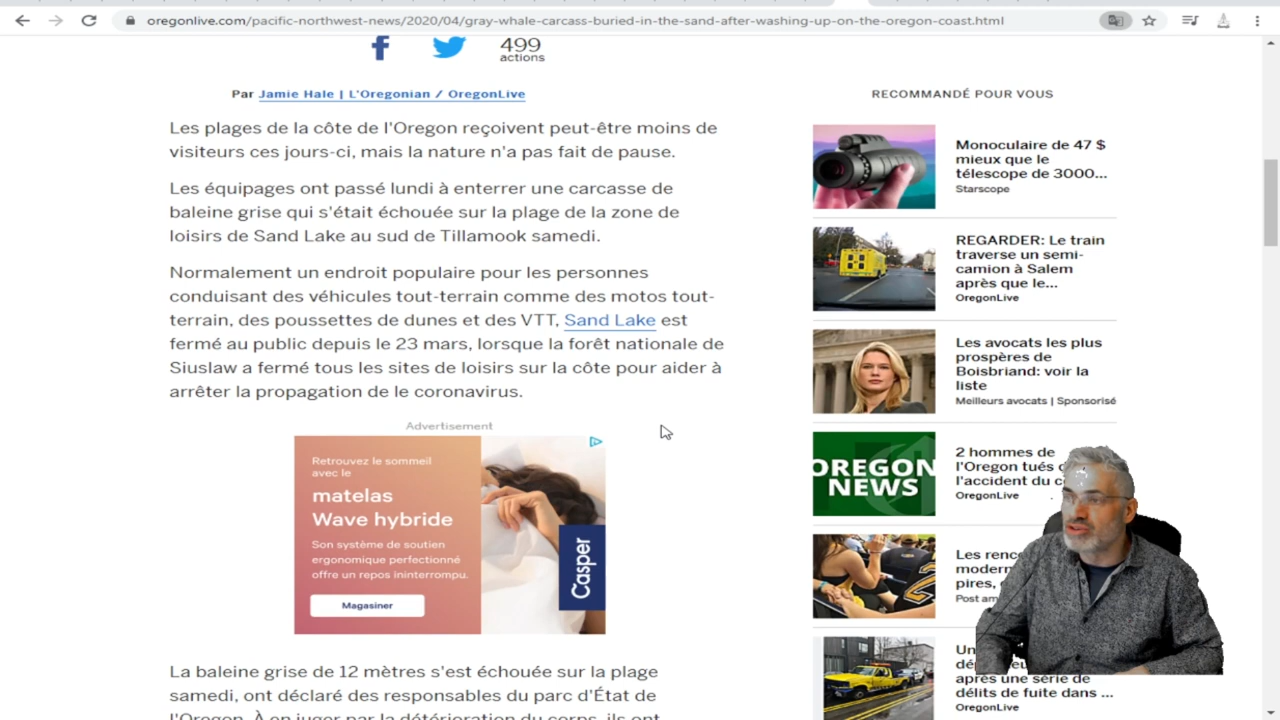 oregonlive.com/pacific-northwest-news/2020/04/gray-whale-carcass-buried-in-the-sand-after-washing-up-on-the-oregon-coast.html
499
actions
Par Jamie Hale | L'Oregonian / OregonLive
Les plages de la côte de l'Oregon reçoivent peut-être moins de
visiteurs ces jours-ci, mais la nature n'a pas fait de pause.
Les équipages ont passé lundi à enterrer une carcasse de
baleine grise qui s'était échouée sur la plage de la zone de
loisirs de Sand Lake au sud de Tillamook samedi.
Normalement un endroit populaire pour les personnes
conduisant des véhicules tout-terrain comme des motos tout-
terrain, des poussettes de dunes et des VTT, Sand Lake est
fermé au public depuis le 23 mars, lorsque la forêt nationale de
Siuslaw a fermé tous les sites de loisirs sur la côte pour aider à
arrêter la propagation de le coronavirus.
Advertisement
Retrouvez le sommeil
avec le
matelas
Wave hybride
Son système de soutien
ergonomique perfectionné
offre un repos ininterrompu.
Magasiner
Casper
La baleine grise de 12 mètres s'est échouée sur la plage
samedi, ont déclaré des responsables du parc d'État de
l'Oregon. À en juger par la détérioration du corps, ils ont
RECOMMANDÉ POUR VOUS
Monoculaire de 47 $
mieux que le
télescope de 3000...
Starscope
REGARDER: Le train
traverse un semi-
camion à Salem
après que le...
OregonLive
Les avocats les plus
prospères de
Boisbriand: voir la
liste
Meilleurs avocats | Sponsorisé
OREGON
NEWS
2 hommes de
l'Oregon tués
l'accident du
OregonLive
Les
pires,
Post
après une série de
délits de fuite dans ...
OregonLive